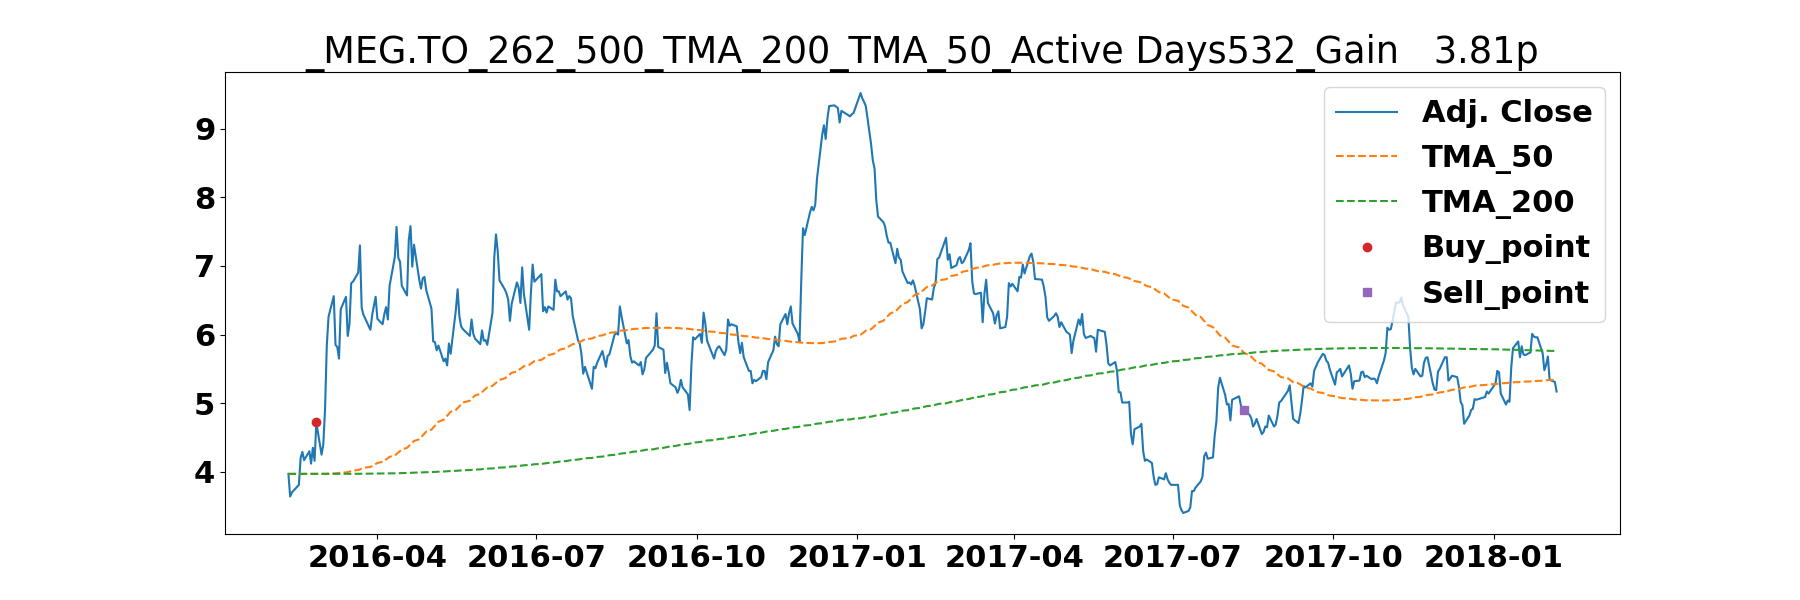 _MEG.TO_262_500_TMA_200_TMA_50_Active Days532_Gain   3.81p
9
8
7
6
5
4
Adj. Close
TMA_50
TMA_200
Buy_point
Sell_point
2016-04 2016-07 2016-10 2017-01 2017-04 2017-07 2017-10 2018-01